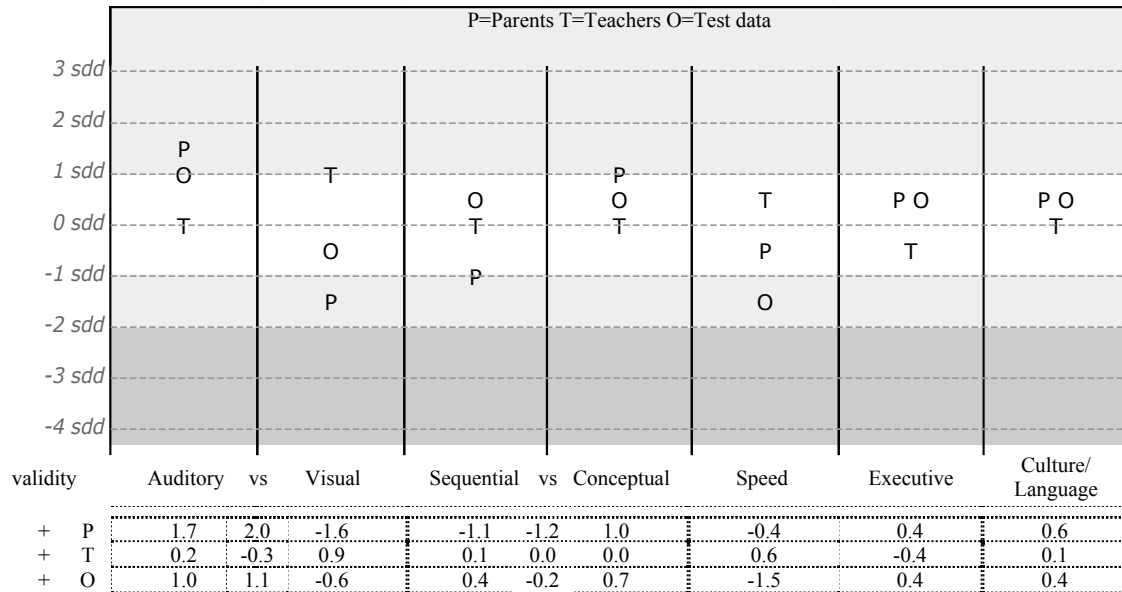 P=Parents T=Teachers O=Test data
3 sdd
2 sdd
P
1 sdd O T P
O O T P O P O
0 sdd T T T T
O P T
-1 sdd P
P O
-2 sdd
-3 sdd
-4 sdd
validity Auditory vs Visual Sequential vs Conceptual Speed Executive Culture/
Language
+ P 1.7 2.0 -1.6 -1.1 -1.2 1.0 -0.4 0.4 0.6
+ T 0.2 -0.3 0.9 0.1 0.0 0.0 0.6 -0.4 0.1
+ O 1.0 1.1 -0.6 0.4 -0.2 0.7 -1.5 0.4 0.4